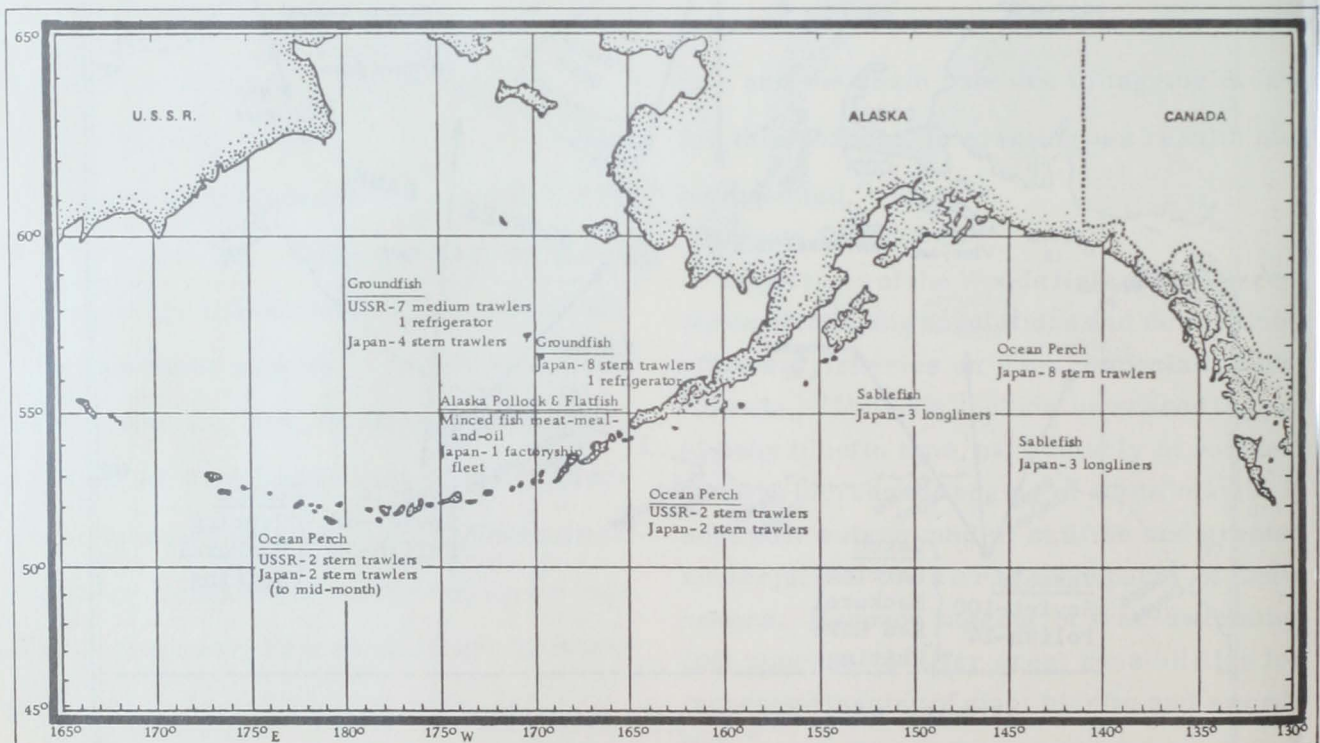 65°
U. S. S. R.
ALASKA
CANADA
60°
Groundfish
USSR-7 medium trawlers
1 refrigerator
Japan-4 stern trawlers
Groundfish
Japan-8 stern trawlers
1 refrigerator
Ocean Perch
Japan-8 stern trawlers
Sablefish
Japan-3 longliners
Alaska Pollock & Flatfish
Minced fish meat-meal-
and-oil
Japan-1 factoryship
fleet
55°
Sablefish
Japan-3 longliners
Ocean Perch
USSR-2 stern trawlers
Japan-2 stern trawlers
Ocean Perch
USSR-2 stern trawlers
Japan-2 stern trawlers
(to mid-month)
50°
45°
165° 170° 175° E 180° 175° W 170° 165° 160° 155° 150° 145° 140° 135° 130°